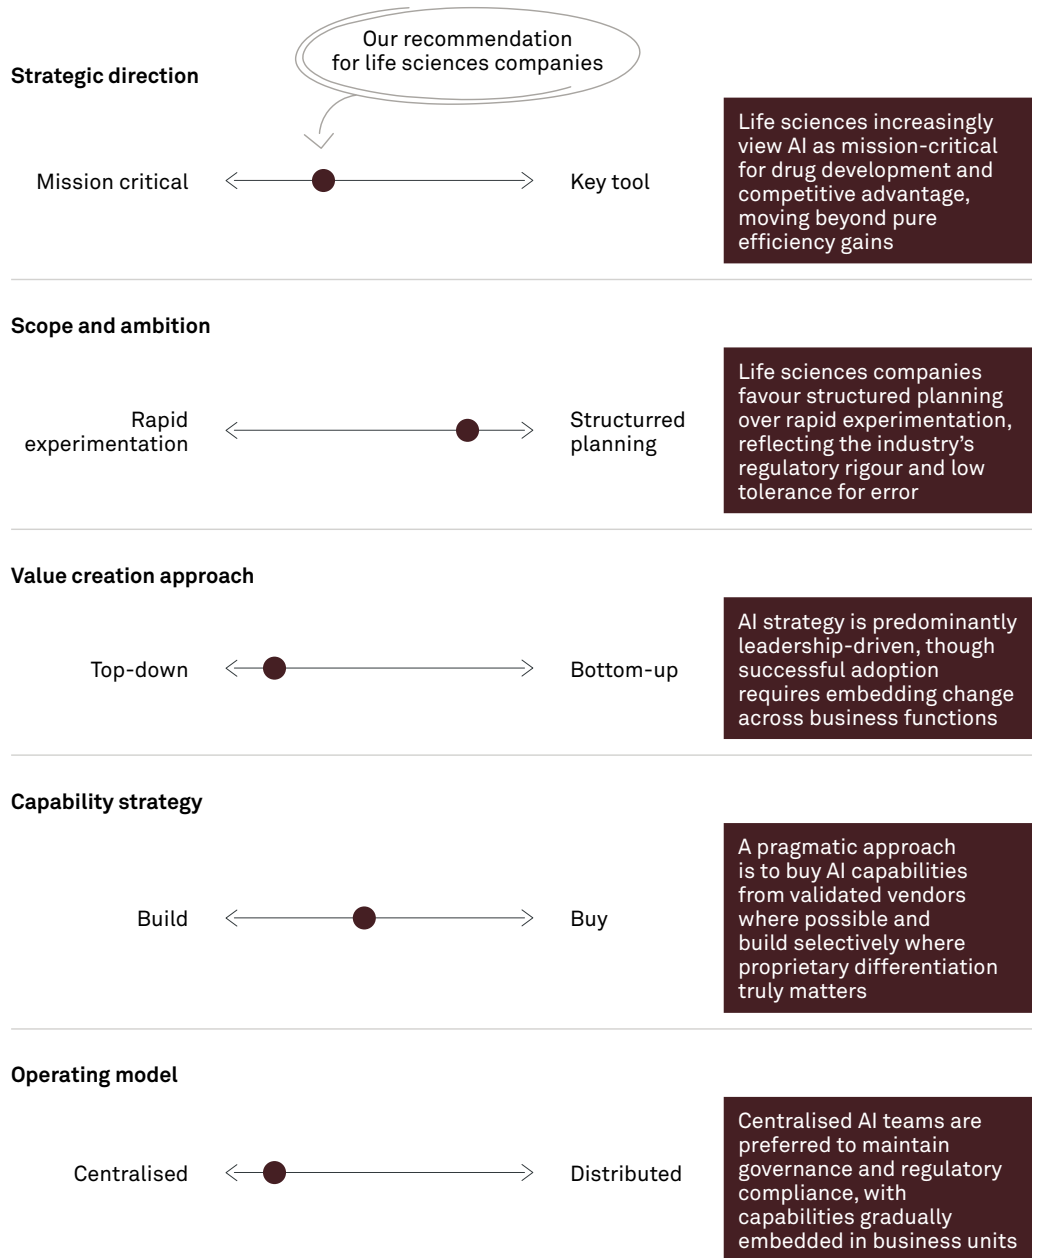 Our recommendation
for life sciences companies
Strategic direction
Mission critical
Key tool
Life sciences increasingly
view AI as mission-critical
for drug development and
competitive advantage,
moving beyond pure
efficiency gains
Scope and ambition
Rapid
experimentation
Structurred
planning
Life sciences companies
favour structured planning
over rapid experimentation,
reflecting the industry’s
regulatory rigour and low
tolerance for error
Value creation approach
Top-down
Bottom-up
AI strategy is predominantly
leadership-driven, though
successful adoption
requires embedding change
across business functions
Capability strategy
Build
Buy
A pragmatic approach
is to buy AI capabilities
from validated vendors
where possible and
build selectively where
proprietary differentiation
truly matters
Operating model
Centralised
Distributed
Centralised AI teams are
preferred to maintain
governance and regulatory
compliance, with
capabilities gradually
embedded in business units